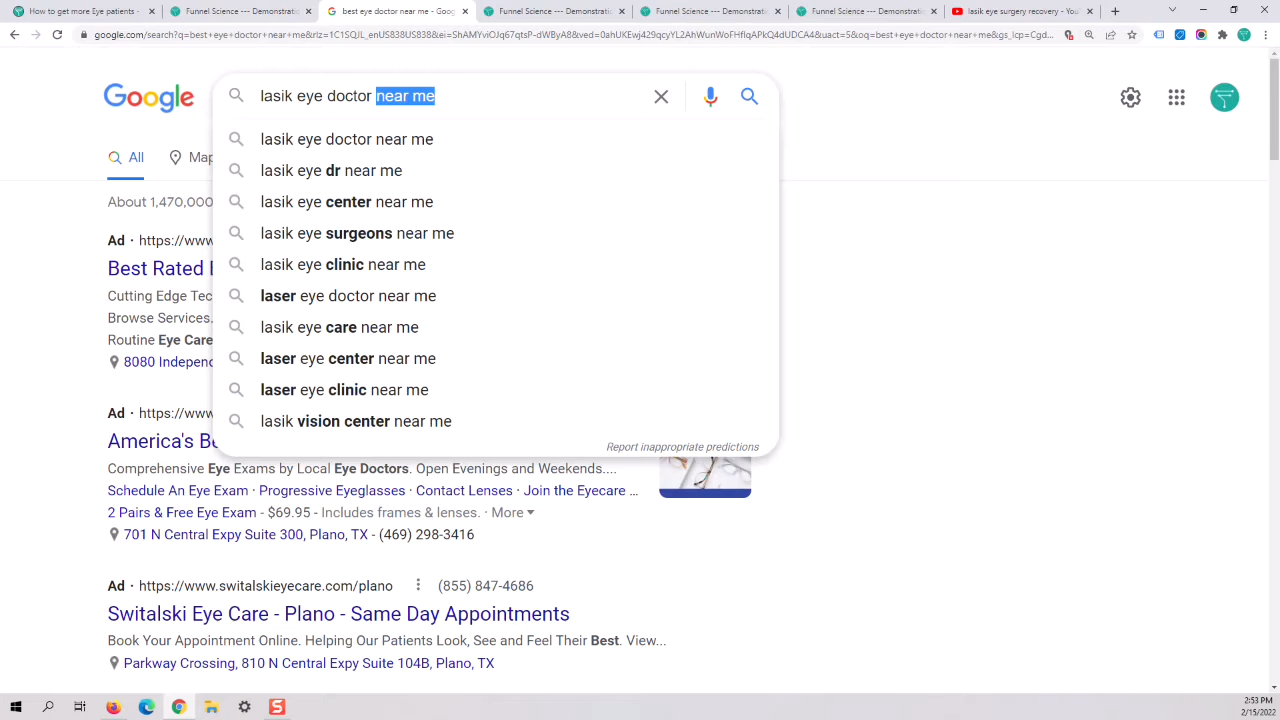 How to get more Eye patients -
Funnel Science --- Demonstratio
best eye doctor near me - Goog
Funnel Science --- Demonstratio
Funnel Science --- Demonstratio
Funnel Science --- Demonstratio
lasik eye surgery recovery - You
google.com/search?q=best+eye+doctor+near+me&rlz=1C1SQJL_enUS838US838&ei=ShAMYviOJq67qtsP-dWByA8&ved=0ahUKEwj429qcyYL2AhWunWoFHflqAPkQ4dUDCA4&uact=5&oq=best+eye+doctor+near+me&gs_lcp=Cgd...
Google
lasik eye doctor near me
lasik eye doctor near me
lasik eye dr near me
lasik eye center near me
lasik eye surgeons near me
lasik eye clinic near me
laser eye doctor near me
lasik eye care near me
laser eye center near me
laser eye clinic near me
lasik vision center near me
Report inappropriate predictions
All
Map
About 1,470,000
Ad · https://www
Best Rated
Cutting Edge Tec
Browse Services.
Routine Eye Care
8080 Independ
Ad · https://www
America's Be
Comprehensive Eye Exams by Local Eye Doctors. Open Evenings and Weekends....
Schedule An Eye Exam · Progressive Eyeglasses · Contact Lenses · Join the Eyecare ...
2 Pairs & Free Eye Exam - $69.95 - Includes frames & lenses. · More
701 N Central Expy Suite 300, Plano, TX - (469) 298-3416
Ad · https://www.switalskieyecare.com/plano (855) 847-4686
Switalski Eye Care - Plano - Same Day Appointments
Book Your Appointment Online. Helping Our Patients Look, See and Feel Their Best. View...
Parkway Crossing, 810 N Central Expy Suite 104B, Plano, TX
2:53 PM
2/15/2022